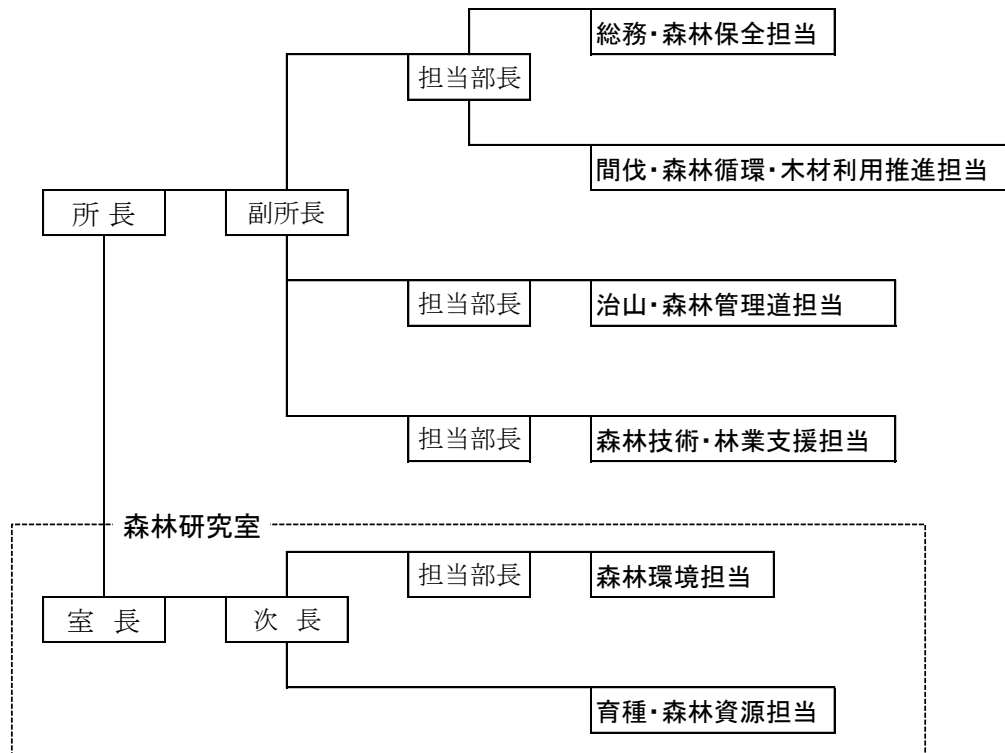 総務・森林保全担当
担当部長
間伐・森林循環・木材利用推進担当
所 長
副所長
担当部長
治山・森林管理道担当
担当部長
森林技術・林業支援担当
森林研究室
担当部長
森林環境担当
室 長
次 長
育種・森林資源担当